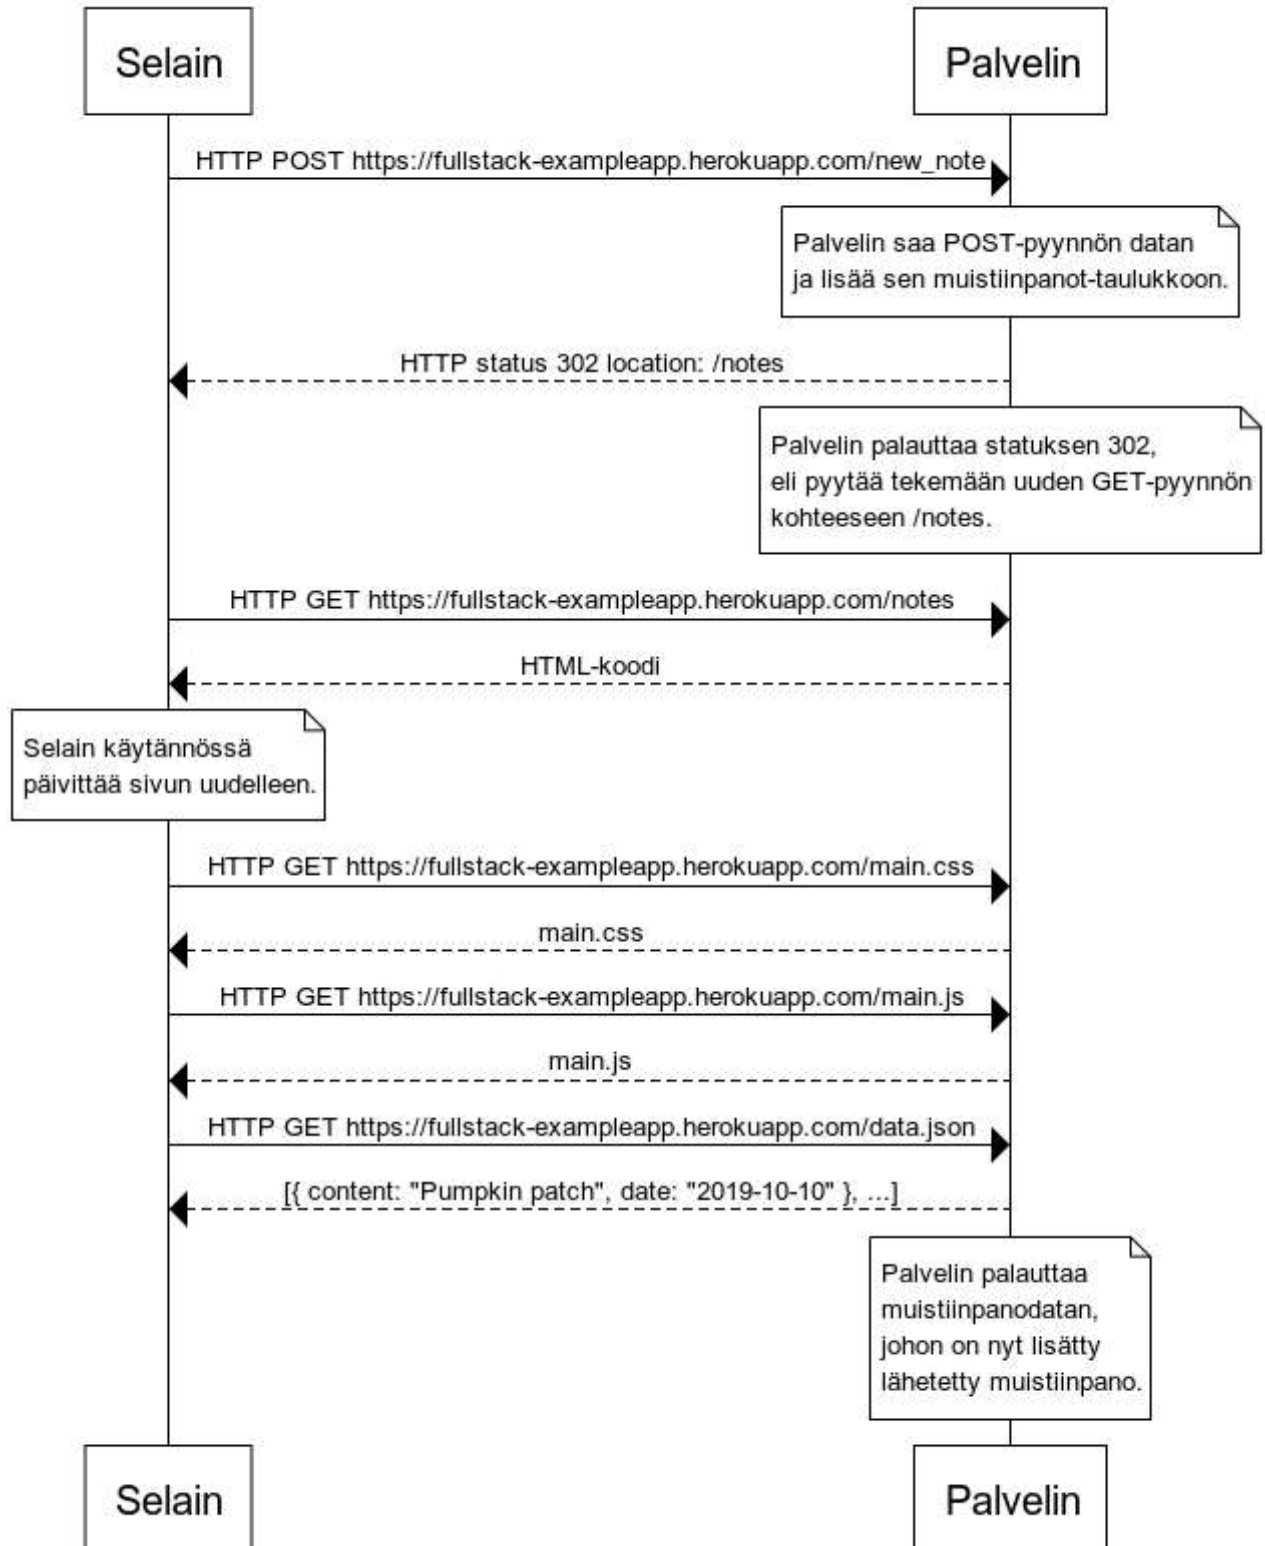 Selain
Palvelin
HTTP POST https://fullstack-exampleapp.herokuapp.com/new_note
Palvelin saa POST-pyynnön datan
ja lisää sen muistiinpanot-taulukkoon.
HTTP status 302 location: /notes
Palvelin palauttaa statuksen 302,
eli pyytää tekemään uuden GET-pyynnön
kohteeseen /notes.
HTTP GET https://fullstack-exampleapp.herokuapp.com/notes
HTML-koodi
Selain käytännössä
päivittää sivun uudelleen.
HTTP GET https://fullstack-exampleapp.herokuapp.com/main.css
main.css
HTTP GET https://fullstack-exampleapp.herokuapp.com/main.js
main.js
HTTP GET https://fullstack-exampleapp.herokuapp.com/data.json
[{ content: "Pumpkin patch", date: "2019-10-10" }, ...]
Palvelin palauttaa
muistiinpanodatan,
johon on nyt lisätty
lähetetty muistiinpano.
Selain
Palvelin